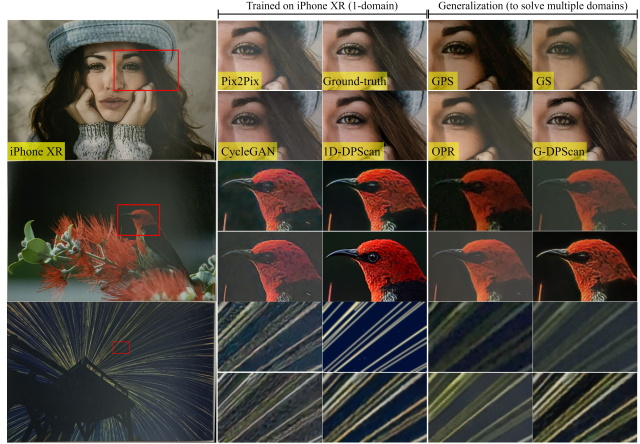 Trained on iPhone XR (1-domain)
Generalization (to solve multiple domains)
Pix2Pix
Ground-truth
GPS
GS
iPhone XR
CycleGAN
1D-DPScan
OPR
G-DPScan